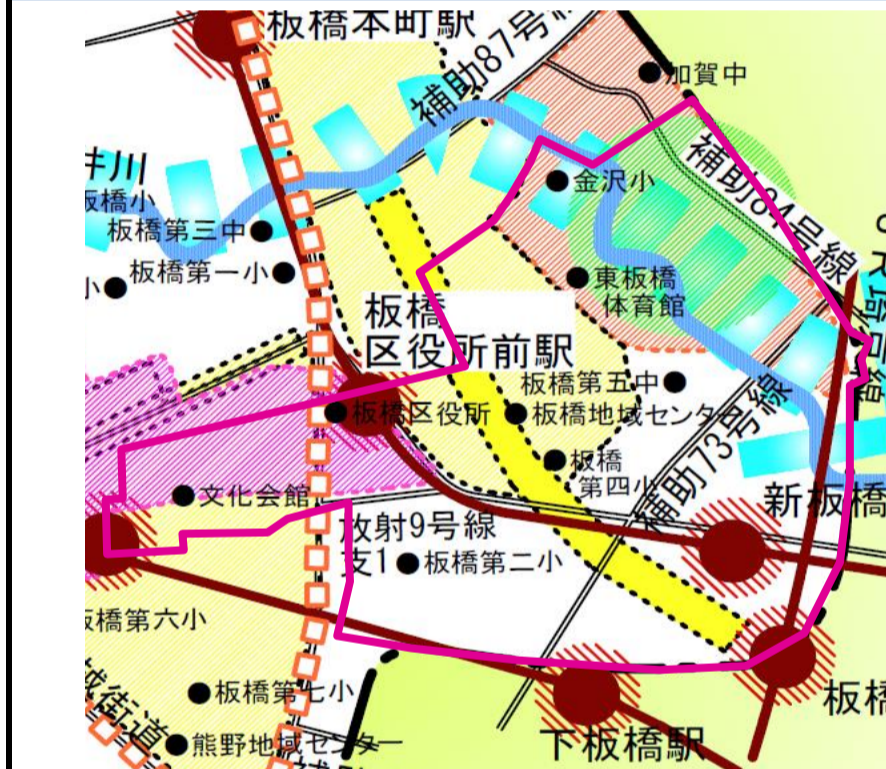 板橋本町駅
補助87号線
加賀中
補助84号線
金沢小
板橋小
板橋第三中
板橋第一小
小
東板橋
体育館
板橋
区役所前駅
板橋第五中
板橋区役所
板橋地域センター
補助73号線
板橋
第四小
文化会館
新板橋
放射9号線
支1
板橋第二小
板橋第六小
板橋第七小
熊野地域センター
下板橋駅
板橋